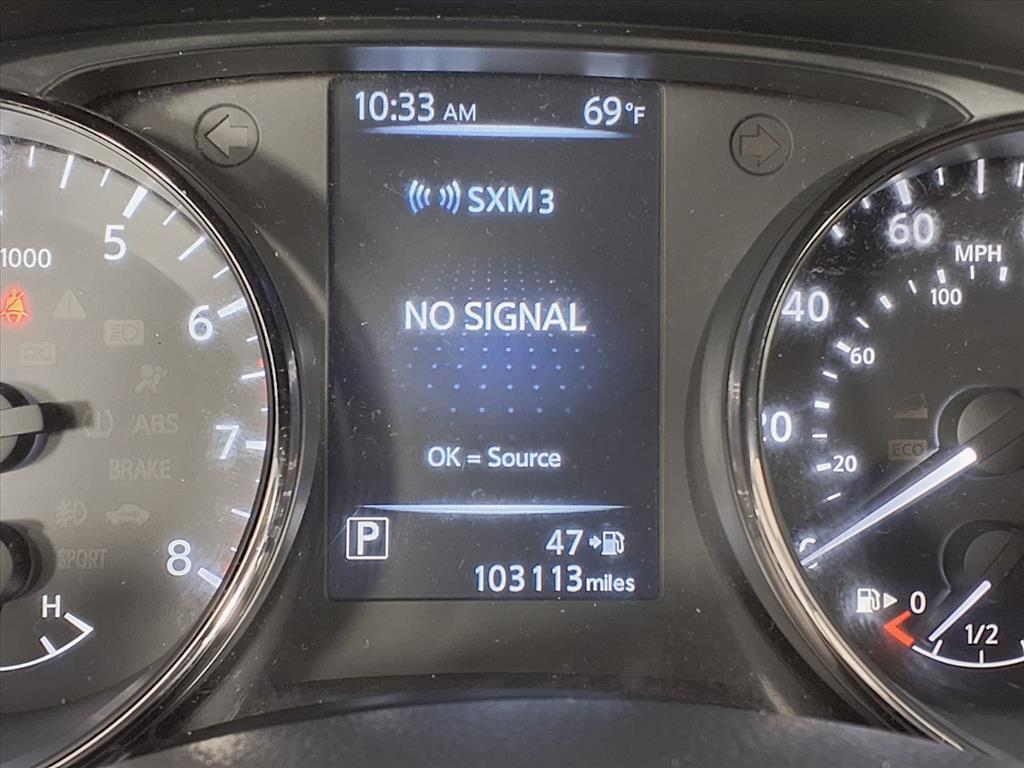 10:33 AM 69°F
SXM3
NO SIGNAL
OK = Source
P
47
103113 miles
1000
5
6
7
8
H
ABS
BRAKE
SPORT
MPH
60
40
20
100
60
20
ECO
0
1/2